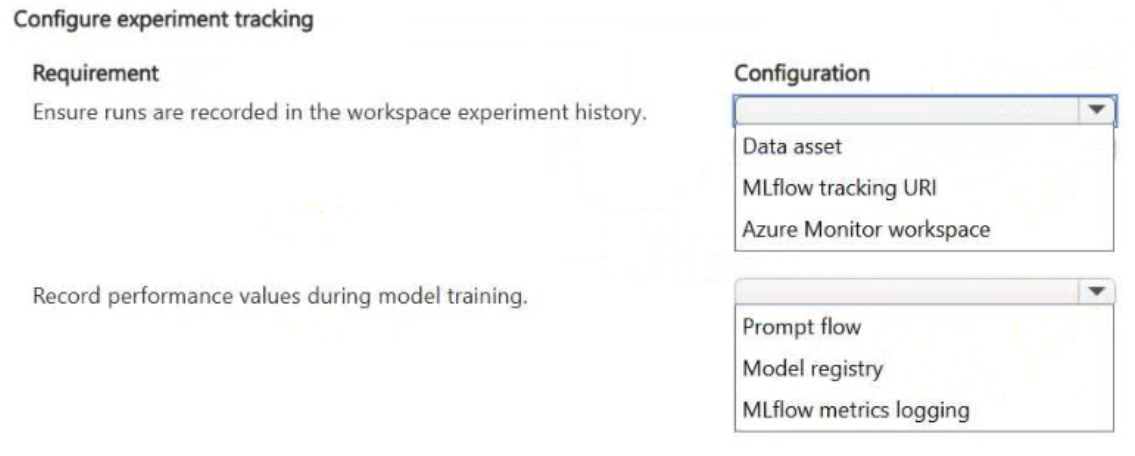 Configure experiment tracking
Requirement
Configuration
Ensure runs are recorded in the workspace experiment history.
Data asset
MLflow tracking URI
Azure Monitor workspace
Record performance values during model training.
Prompt flow
Model registry
MLflow metrics logging